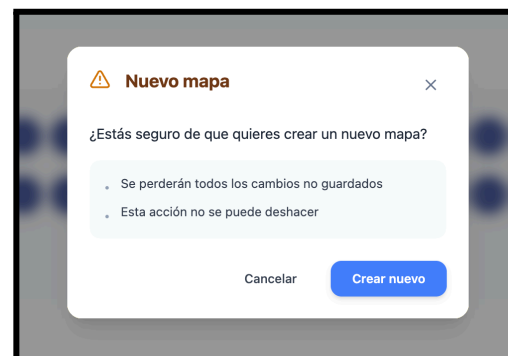 Nuevo mapa
¿Estás seguro de que quieres crear un nuevo mapa?
Se perderán todos los cambios no guardados
Esta acción no se puede deshacer
Cancelar
Crear nuevo